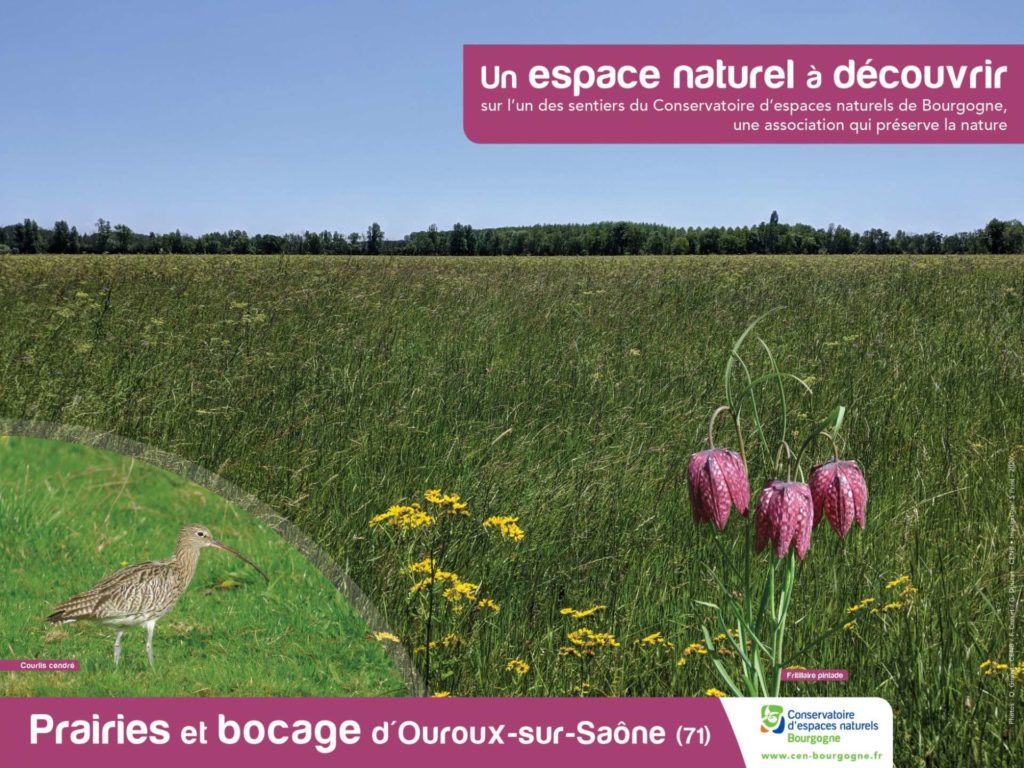 Un espace naturel à découvrir
sur l'un des sentiers du Conservatoire d'espaces naturels de Bourgogne,
une association qui préserve la nature
Courlis cendré
Fritillaire pintade
Prairies et bocage d'Ouroux-sur-Saône (71)
Conservatoire
d'espaces naturels
Bourgogne
www.cen-bourgogne.fr